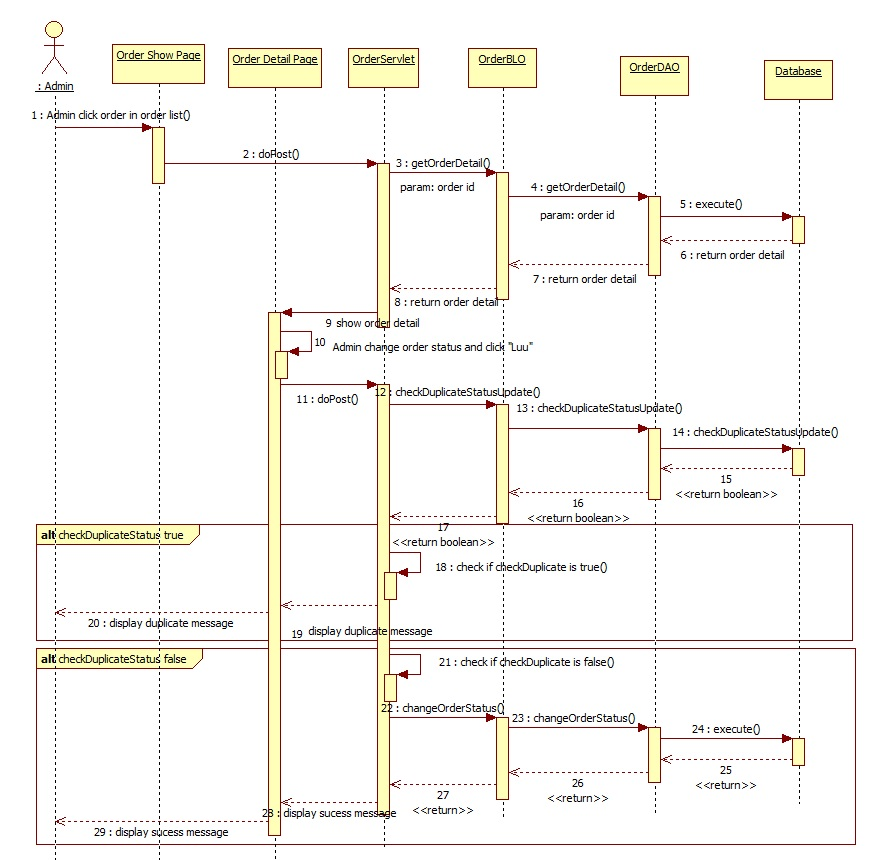 Order Show Page
Order Detail Page
OrderServlet
OrderBLO
OrderDAO
Database
: Admin
1 : Admin click order in order list()
2 : doPost()
3 : getOrderDetail()
param: order id
4 : getOrderDetail()
param: order id
5 : execute()
6 : return order detail
7 : return order detail
8 : return order detail
9 show order detail
10 Admin change order status and click "Luu"
11 : doPost()
12 : checkDuplicateStatusUpdate()
13 : checkDuplicateStatusUpdate()
14 : checkDuplicateStatusUpdate()
15
<<return boolean>>
16
<<return boolean>>
17
<<return boolean>>
alt checkDuplicateStatus true
18 : check if checkDuplicate is true()
19 display duplicate message
20 : display duplicate message
alt checkDuplicateStatus false
21 : check if checkDuplicate is false()
22 : changeOrderStatus()
23 : changeOrderStatus()
24 : execute()
25
<<return>>
26
<<return>>
27
<<return>>
28 : display sucess message
29 : display sucess message